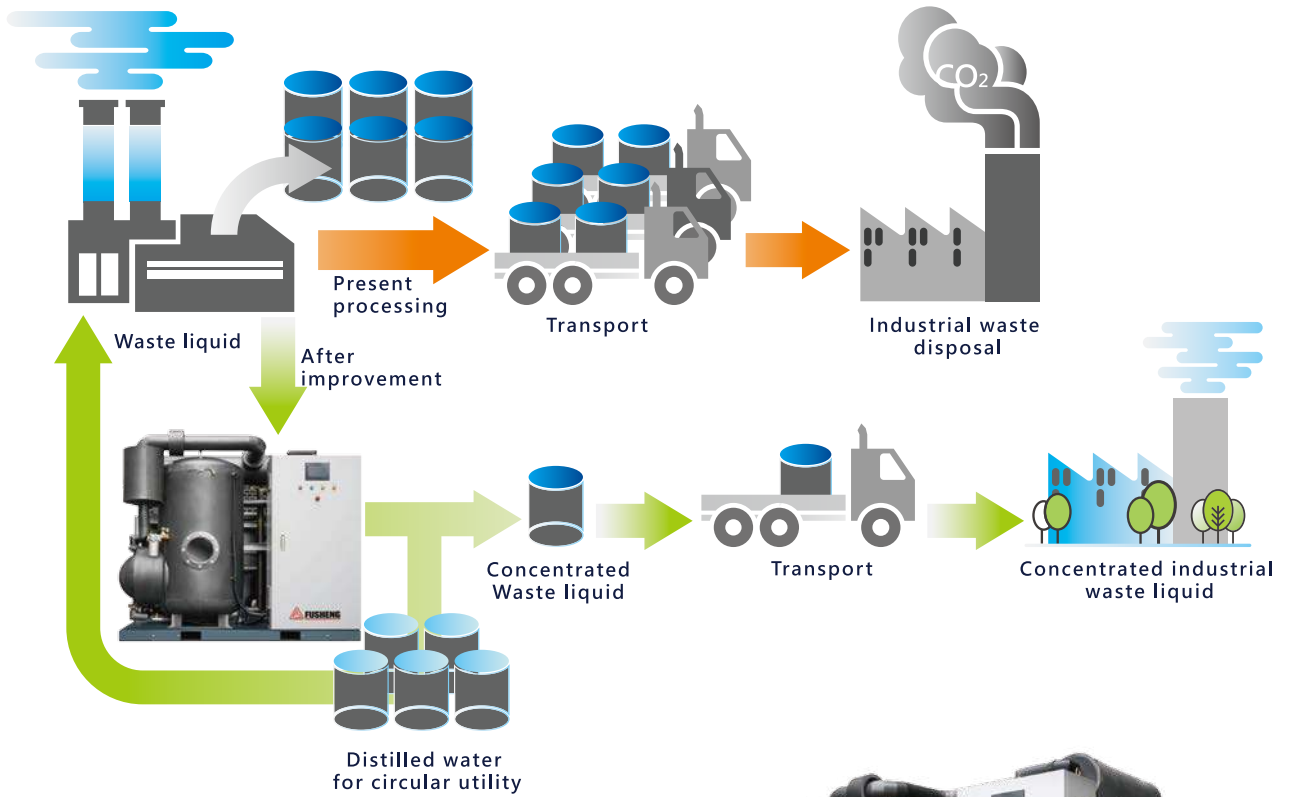 CO₂
Present
processing
Transport
Industrial waste
disposal
Waste liquid
After
improvement
FUSHENG
Concentrated
Waste liquid
Transport
Concentrated industrial
waste liquid
Distilled water
for circular utility